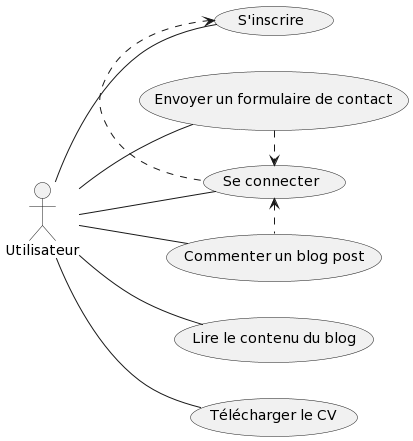 S'inscrire
Envoyer un formulaire de contact
Se connecter
Utilisateur
Commenter un blog post
Lire le contenu du blog
Télécharger le CV